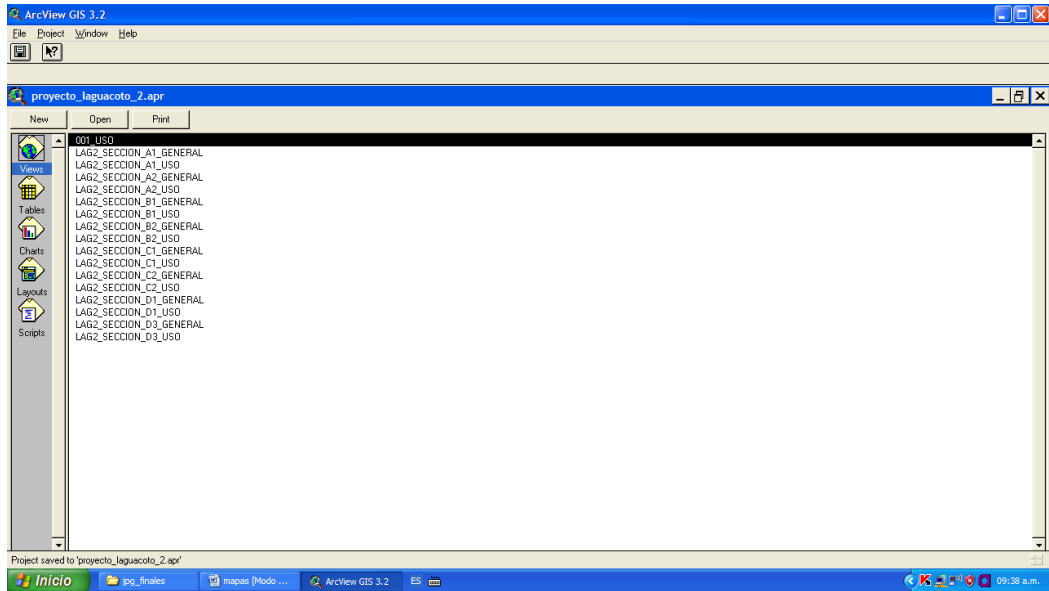 ArcView GIS 3.2
File Project Window Help
proyecto_laguacoto_2.apr
New Open Print
Views
Tables
Charts
Layouts
Scripts
001_USO
LAG2_SECCION_A1_GENERAL
LAG2_SECCION_A1_USO
LAG2_SECCION_A2_GENERAL
LAG2_SECCION_A2_USO
LAG2_SECCION_B1_GENERAL
LAG2_SECCION_B1_USO
LAG2_SECCION_B2_GENERAL
LAG2_SECCION_B2_USO
LAG2_SECCION_C1_GENERAL
LAG2_SECCION_C1_USO
LAG2_SECCION_C2_GENERAL
LAG2_SECCION_C2_USO
LAG2_SECCION_D1_GENERAL
LAG2_SECCION_D1_USO
LAG2_SECCION_D3_GENERAL
LAG2_SECCION_D3_USO
Project saved to 'proyecto_laguacoto_2.apr'
Inicio jpg_finales mapas [Modo ... ArcView GIS 3.2 ES 09:38 a.m.